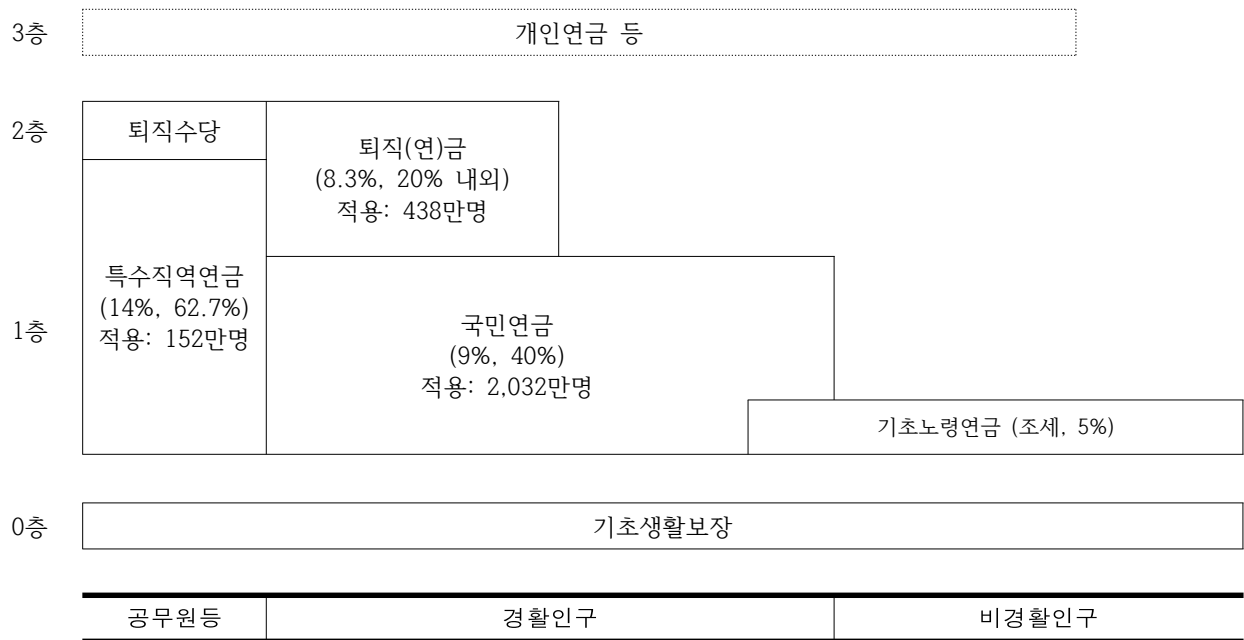 3층
개인연금 등
2층
퇴직수당
퇴직(연)금
(8.3%, 20% 내외)
적용: 438만명
1층
특수직역연금
(14%, 62.7%)
적용: 152만명
국민연금
(9%, 40%)
적용: 2,032만명
기초노령연금 (조세, 5%)
0층
기초생활보장
공무원등
경활인구
비경활인구